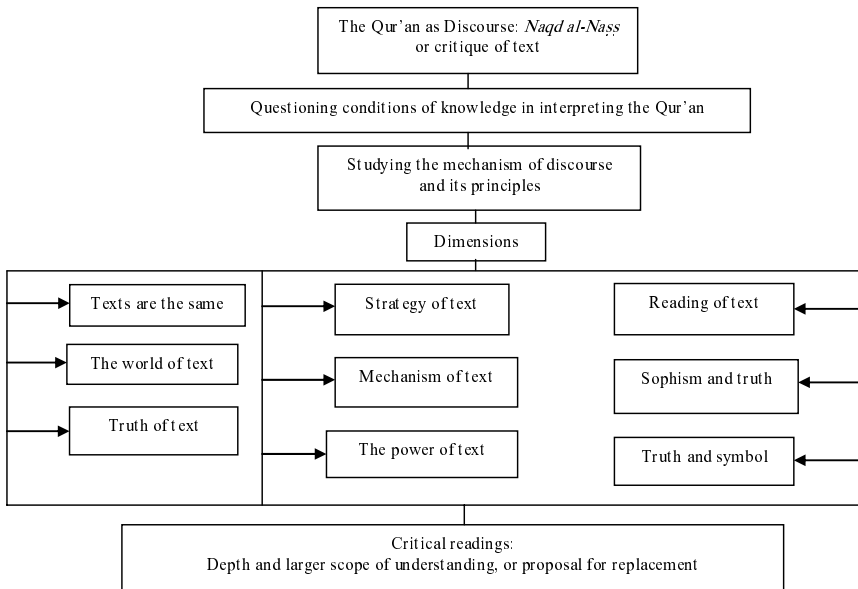 The Qur'an as Discourse: Naqd al-Naṣṣ
or critique of text
Questioning conditions of knowledge in interpreting the Qur'an
Studying the mechanism of discourse
and its principles
Dimensions
Texts are the same
The world of text
Truth of text
Strategy of text
Mechanism of text
The power of text
Reading of text
Sophism and truth
Truth and symbol
Critical readings:
Depth and larger scope of understanding, or proposal for replacement